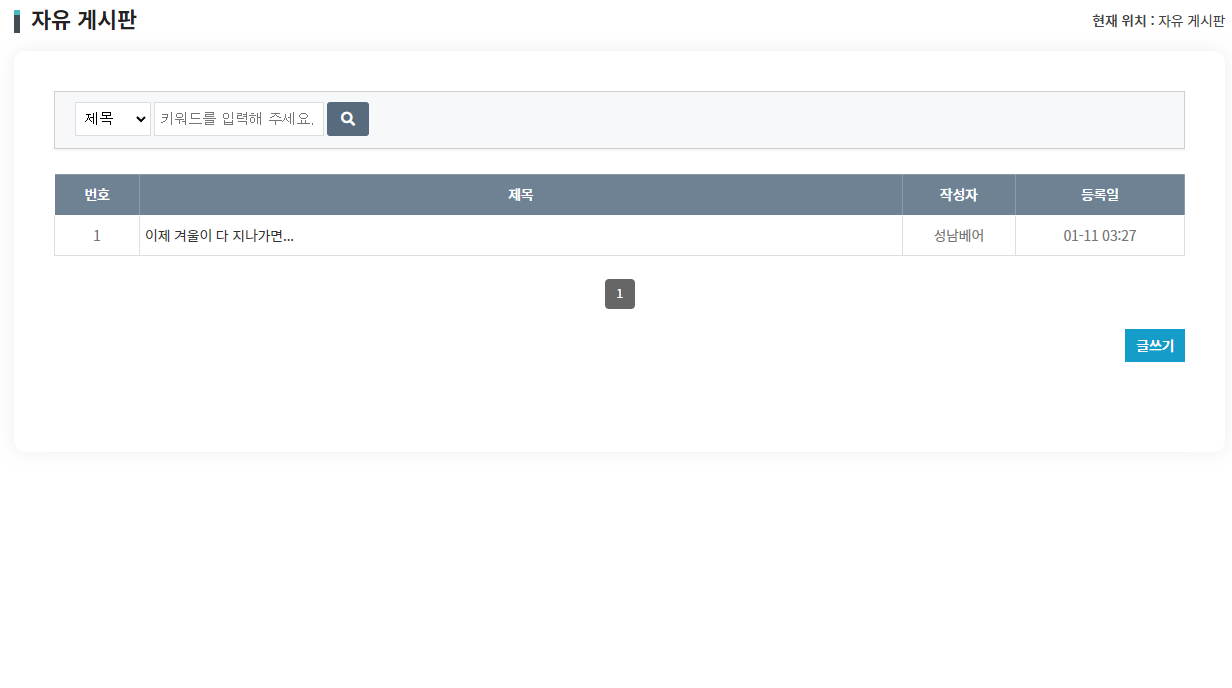 자유 게시판
현재 위치 : 자유 게시판
제목 키워드를 입력해 주세요.
번호 제목 작성자 등록일
1 이제 겨울이 다 지나가면... 성남베어 01-11 03:27
1
글쓰기